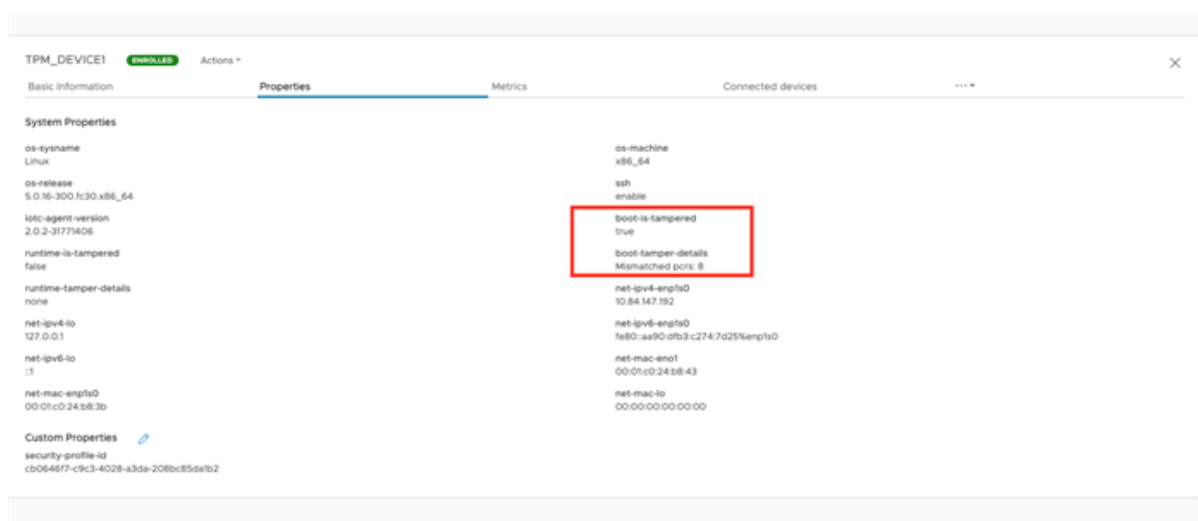 TPM_DEVICE1 ENROLLED Actions
Basic Information Properties Metrics Connected devices ...
System Properties
os-sysname
Linux
os-machine
x86_64
os-release
5.0.16-300.fc30.x86_64
ssh
enable
iotc-agent-version
2.0.2-31771406
boot-is-tampered
true
runtime-is-tampered
false
boot-tamper-details
Mismatched pcrs: 8
runtime-tamper-details
none
net-ipv4-enp1s0
10.84.147.192
net-ipv4-lo
127.0.0.1
net-ipv6-enp1s0
fe80::aa90:dfb3:c274:7d25%enp1s0
net-ipv6-lo
::1
net-mac-eno1
00:01:c0:24:b8:43
net-mac-enp1s0
00:01:c0:24:b8:3b
net-mac-lo
00:00:00:00:00:00
Custom Properties
security-profile-id
cb0646f7-c9c3-4028-a3da-208bc85da1b2